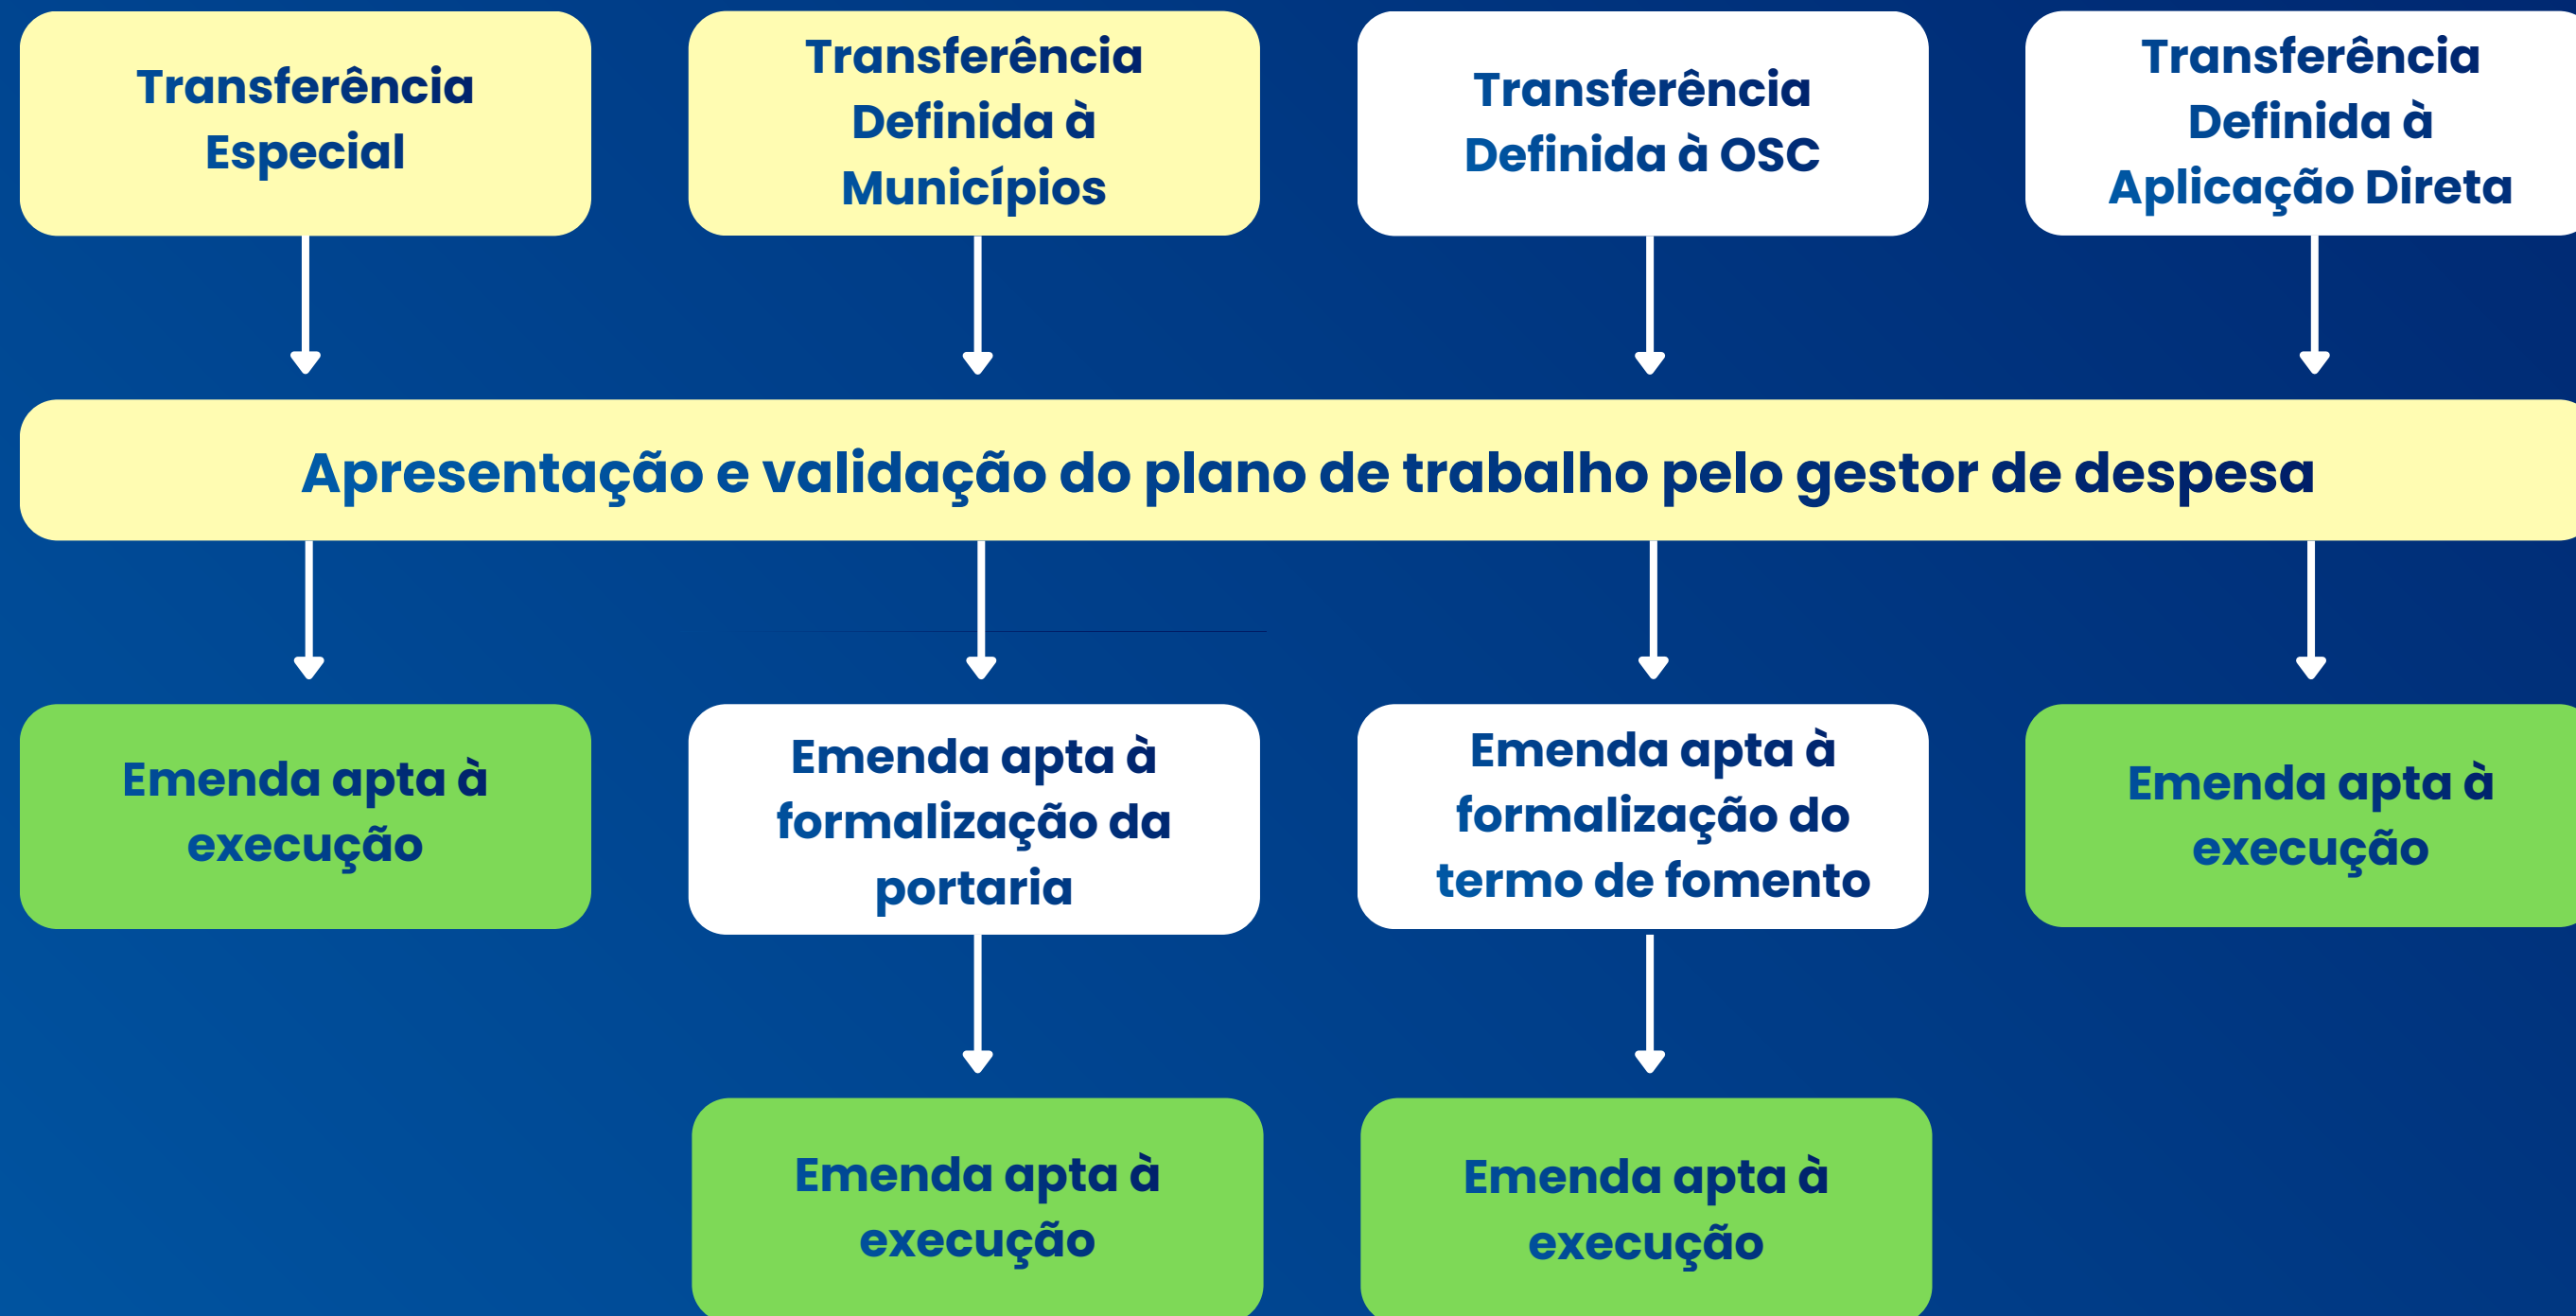 Transferência
Especial
Transferência
Definida à
Municípios
Transferência
Definida à OSC
Transferência
Definida à
Aplicação Direta
Apresentação e validação do plano de trabalho pelo gestor de despesa
Emenda apta à
execução
Emenda apta à
formalização da
portaria
Emenda apta à
formalização do
termo de fomento
Emenda apta à
execução
Emenda apta à
execução
Emenda apta à
execução